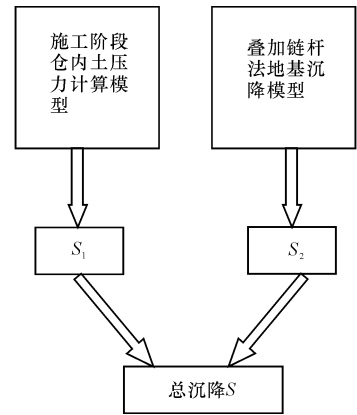 施工阶段
仓内土压
力计算模
型
叠加链杆
法地基沉
降模型
S₁
S₂
总沉降S